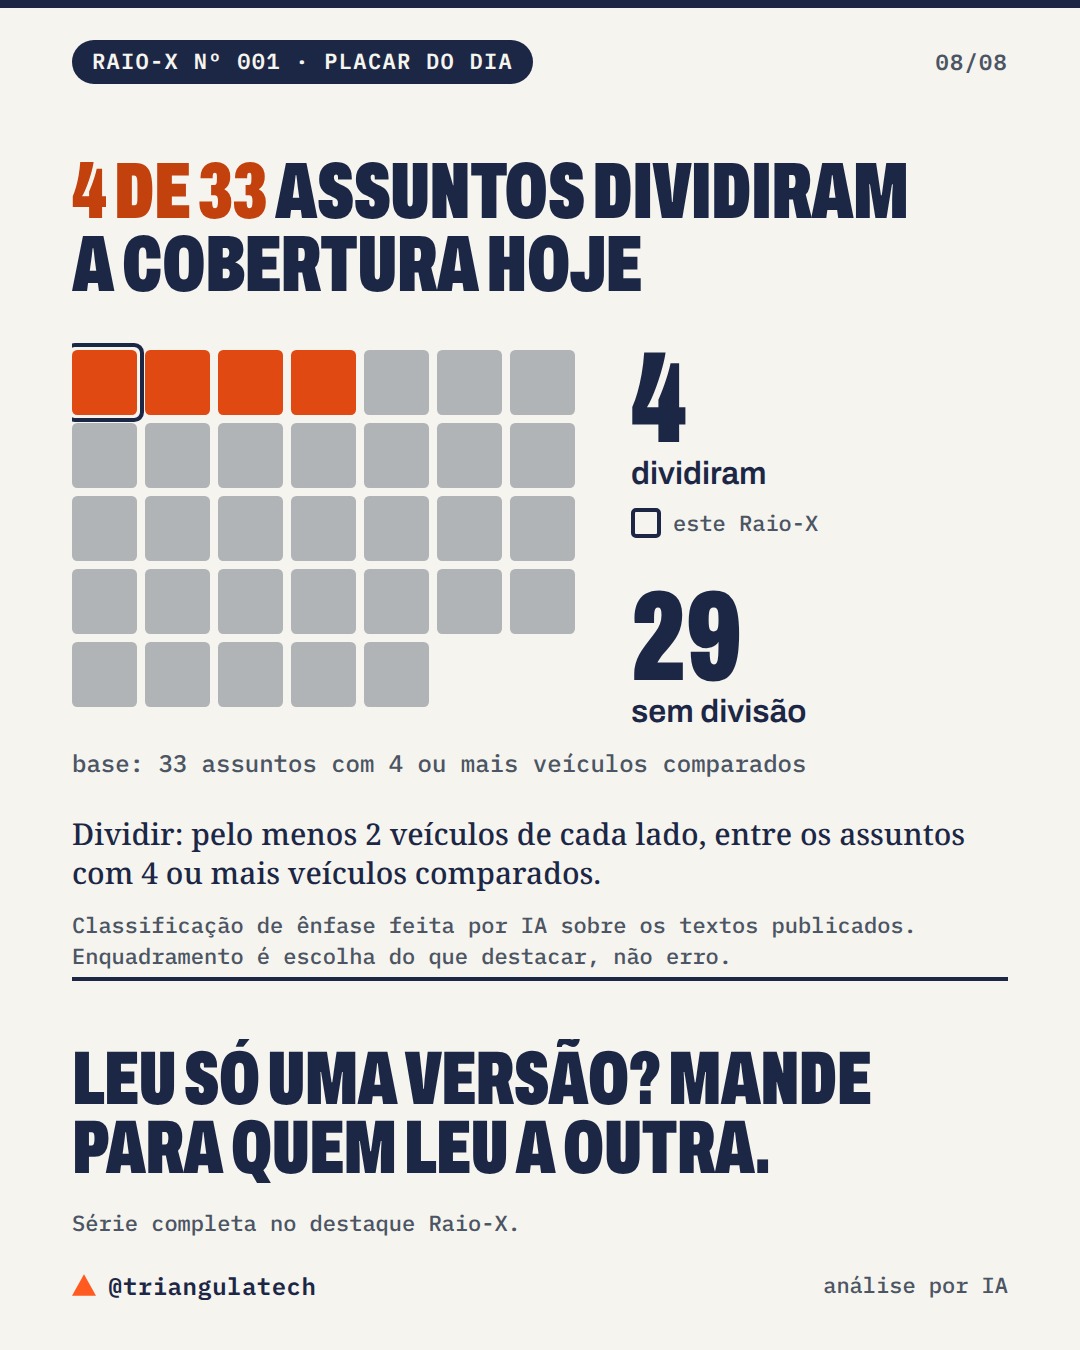 RAIO-X Nº 001 · PLACAR DO DIA
08/08
4 DE 33 ASSUNTOS DIVIDIRAM
A COBERTURA HOJE
4
dividiram
este Raio-X
29
sem divisão
base: 33 assuntos com 4 ou mais veículos comparados
Dividir: pelo menos 2 veículos de cada lado, entre os assuntos
com 4 ou mais veículos comparados.
Classificação de ênfase feita por IA sobre os textos publicados.
Enquadramento é escolha do que destacar, não erro.
LEU SÓ UMA VERSÃO? MANDE
PARA QUEM LEU A OUTRA.
Série completa no destaque Raio-X.
@triangulatech
análise por IA